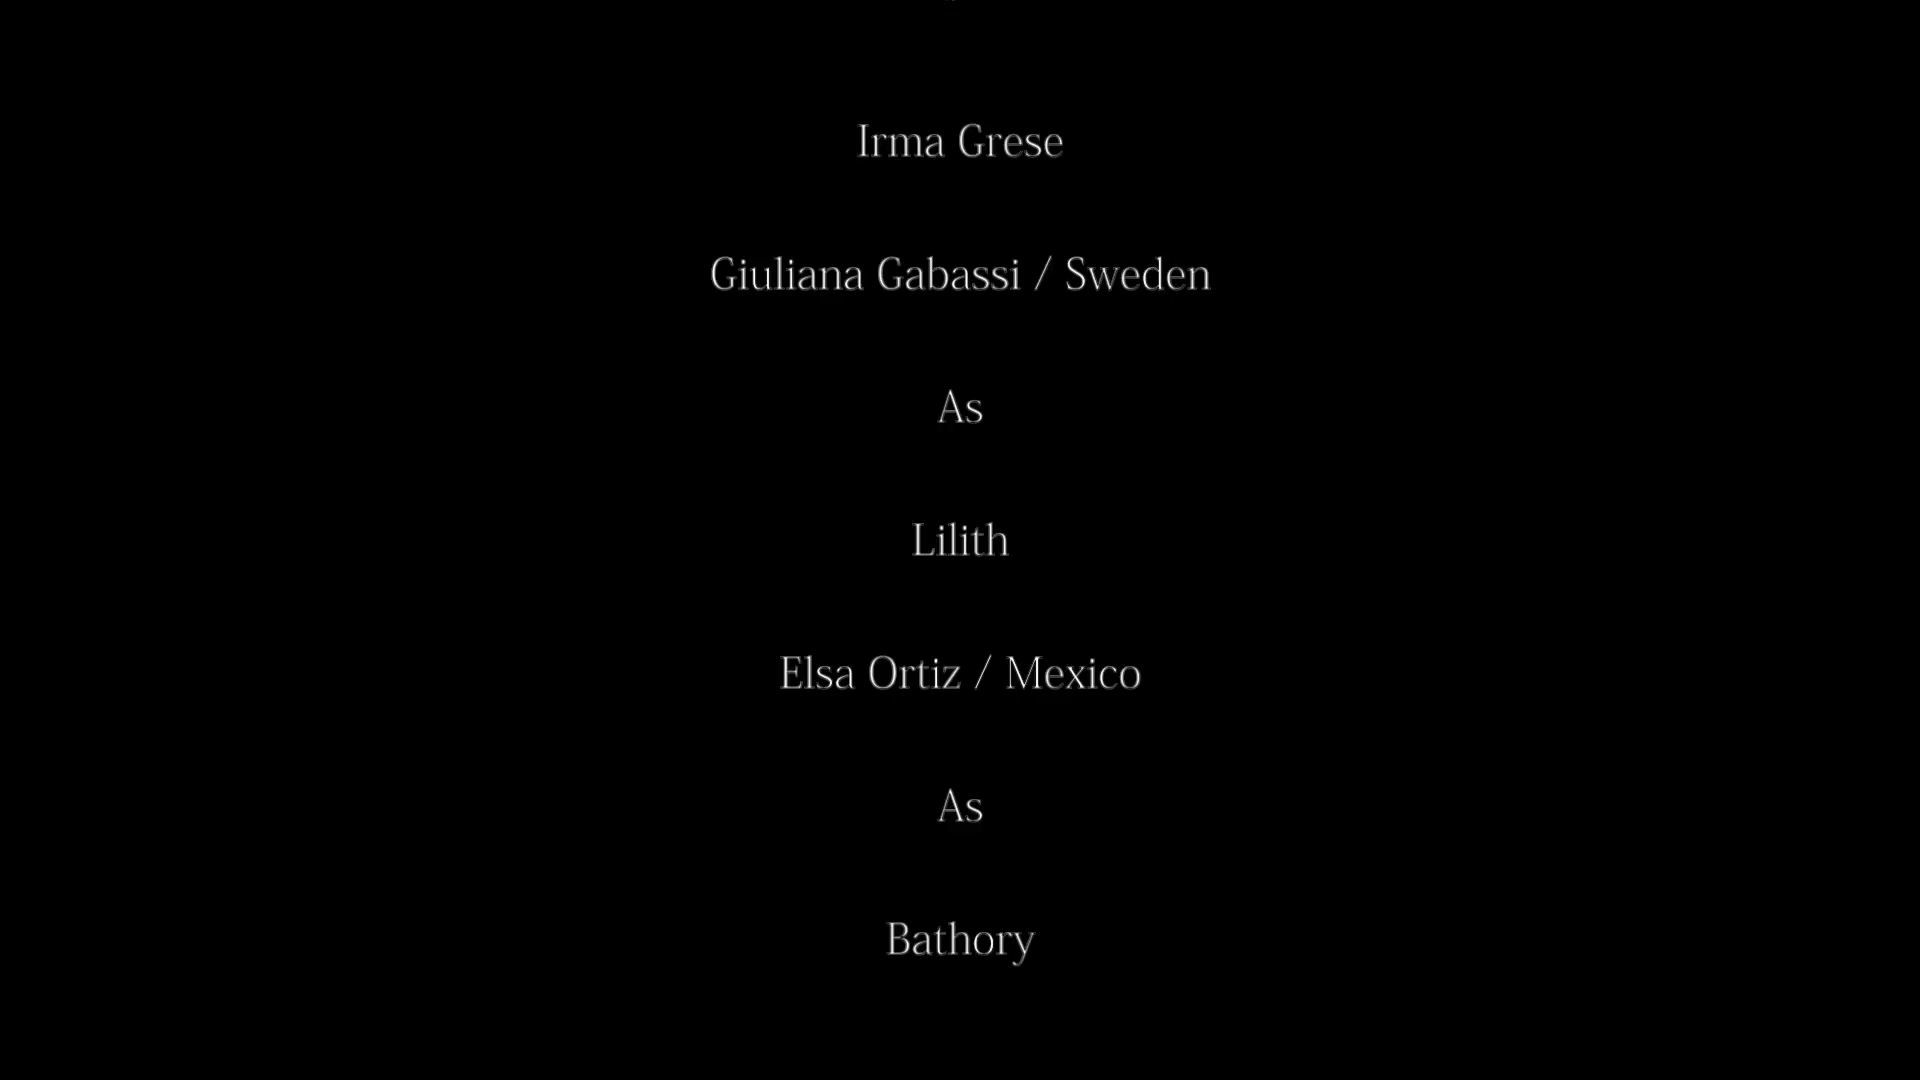 Irma Grese
Giuliana Gabassi / Sweden
As
Lilith
Elsa Ortiz / Mexico
As
Bathory